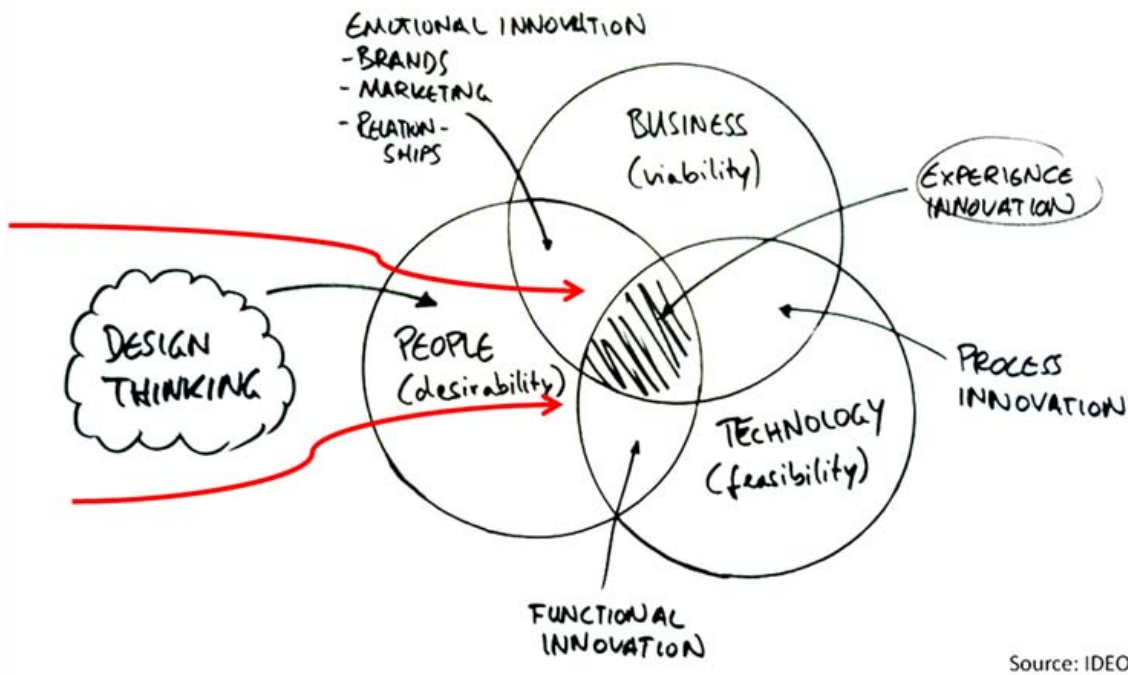 EMOTIONAL INNOVATION
- BRANDS
- MARKETING
- RELATION-
SHIPS
BUSINESS
(viability)
EXPERIENCE
INNOVATION
DESIGN
THINKING
PEOPLE
(desirability)
TECHNOLOGY
(feasibility)
PROCESS
INNOVATION
FUNCTIONAL
INNOVATION
Source: IDEO